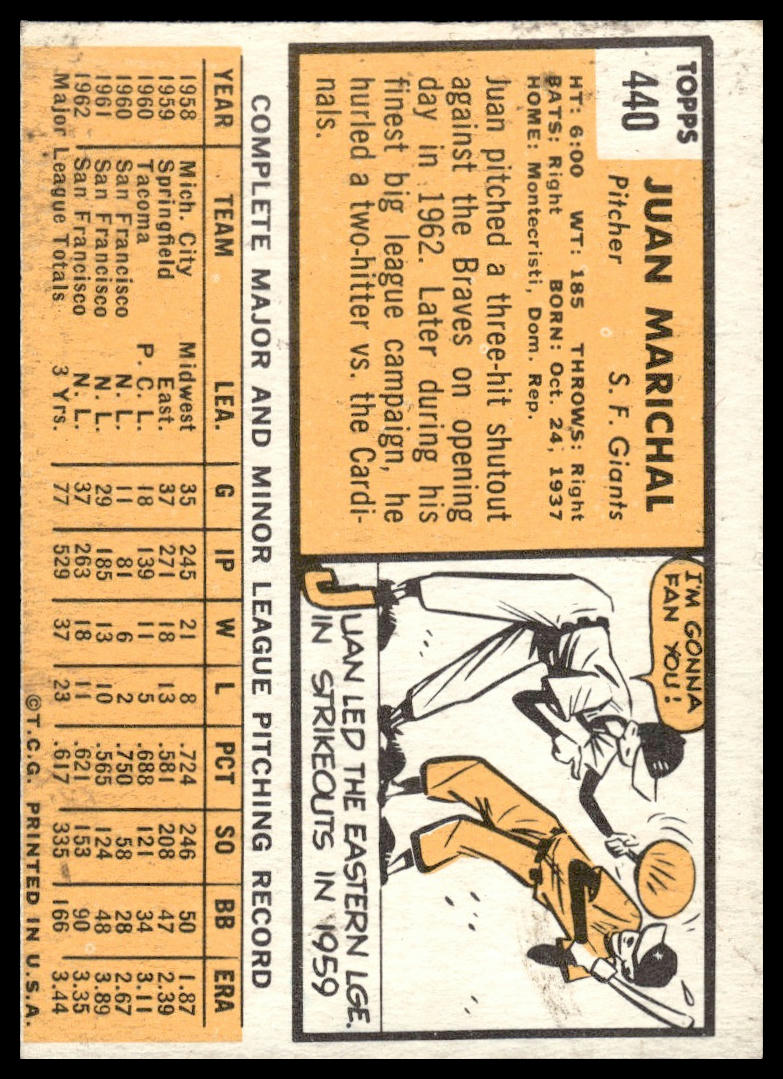 TOPPS
440
JUAN MARICHAL
Pitcher S. F. Giants
HT: 6:00 WT: 185 THROWS: Right
BATS: Right BORN: Oct. 24, 1937
HOME: Montecristi, Dom. Rep.
Juan pitched a three-hit shutout
against the Braves on opening
day in 1962. Later during his
finest big league campaign, he
hurled a two-hitter vs. the Cardi-
nals.
I'M GONNA
FAN YOU!
JUAN LED THE EASTERN LGE.
IN STRIKEOUTS IN 1959
COMPLETE MAJOR AND MINOR LEAGUE PITCHING RECORD
YEAR TEAM LEA. G IP W L PCT SO BB ERA
1958 Mich. City Midwest 35 245 21 8 .724 246 50 1.87
1959 Springfield East. 37 271 18 13 .581 208 47 2.39
1960 Tacoma P. C. L. 18 139 11 5 .688 121 34 3.11
1960 San Francisco N. L. 11 81 6 2 .750 58 28 2.67
1961 San Francisco N. L. 29 185 13 10 .565 124 48 3.89
1962 San Francisco N. L. 37 263 18 11 .621 153 90 3.35
Major League Totals 3 Yrs. 77 529 37 23 .617 335 166 3.44
©T.C.G. PRINTED IN U.S.A.